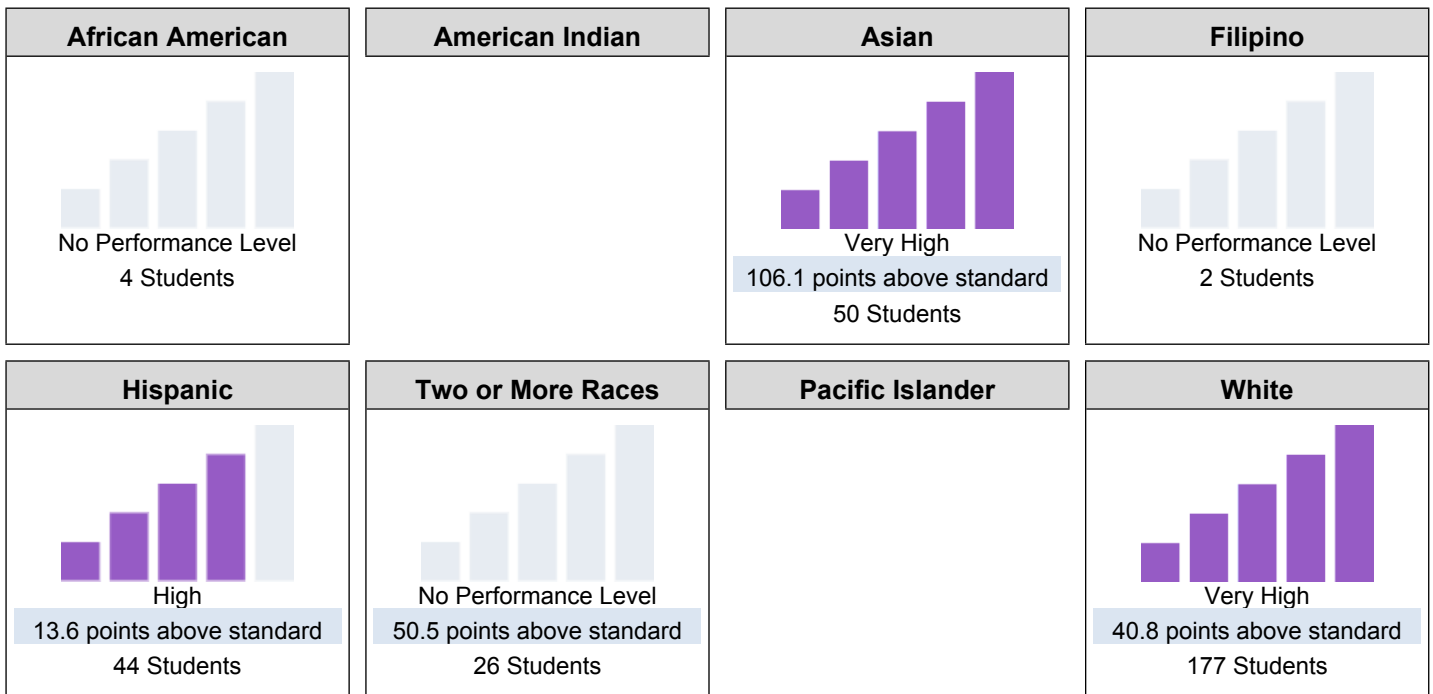 African American
No Performance Level
4 Students
American Indian
Asian
Very High
106.1 points above standard
50 Students
Filipino
No Performance Level
2 Students
Hispanic
High
13.6 points above standard
44 Students
Two or More Races
No Performance Level
50.5 points above standard
26 Students
Pacific Islander
White
Very High
40.8 points above standard
177 Students